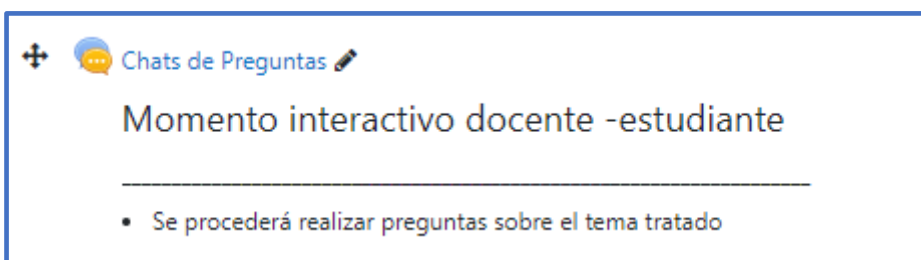 Chats de Preguntas
Momento interactivo docente -estudiante
• Se procederá realizar preguntas sobre el tema tratado